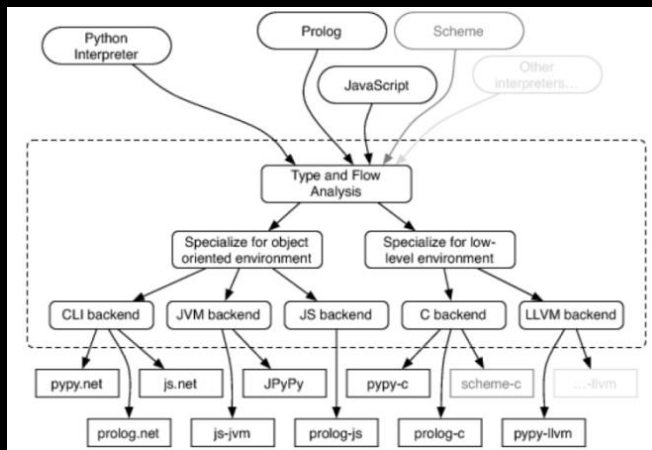 Python
Interpreter
Prolog
Scheme
JavaScript
Other
interpreters...
Type and Flow
Analysis
Specialize for object
oriented environment
Specialize for low-
level environment
CLI backend
JVM backend
JS backend
C backend
LLVM backend
pypy.net
js.net
JPyPy
pypy-c
scheme-c
...-llvm
prolog.net
js-jvm
prolog-js
prolog-c
pypy-llvm